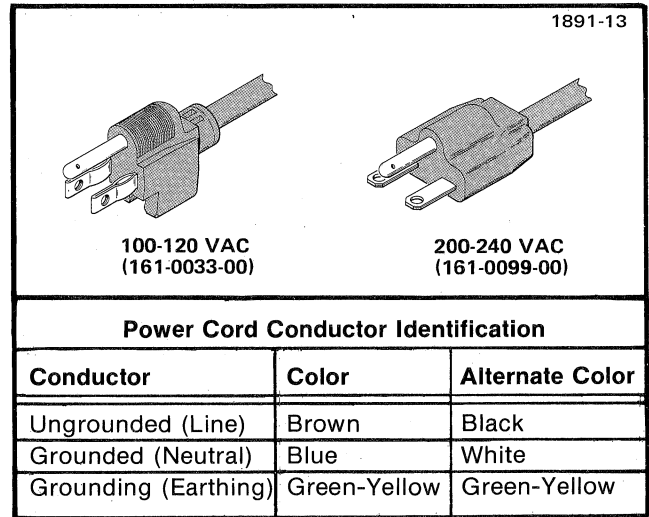 1891-13
100-120 VAC 200-240 VAC
(161-0033-00) (161-0099-00)
Power Cord Conductor Identification
Conductor Color Alternate Color
Ungrounded (Line) Brown Black
Grounded (Neutral) Blue White
Grounding (Earthing) Green-Yellow Green-Yellow